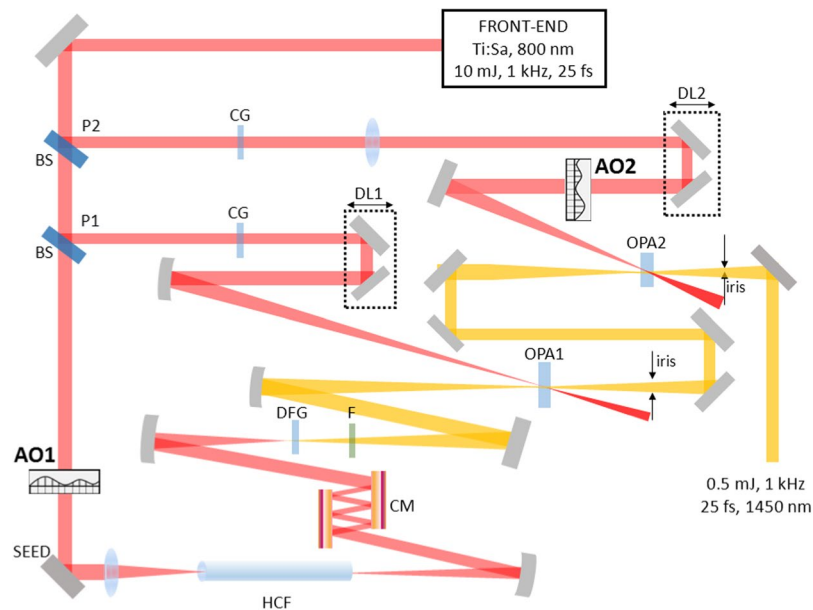 FRONT-END
Ti:Sa, 800 nm
10 mJ, 1 kHz, 25 fs
DL2
P2
CG
BS
AO2
DL1
P1
CG
BS
OPA2
iris
OPA1
iris
DFG
F
AO1
CM
0.5 mJ, 1 kHz
25 fs, 1450 nm
SEED
HCF